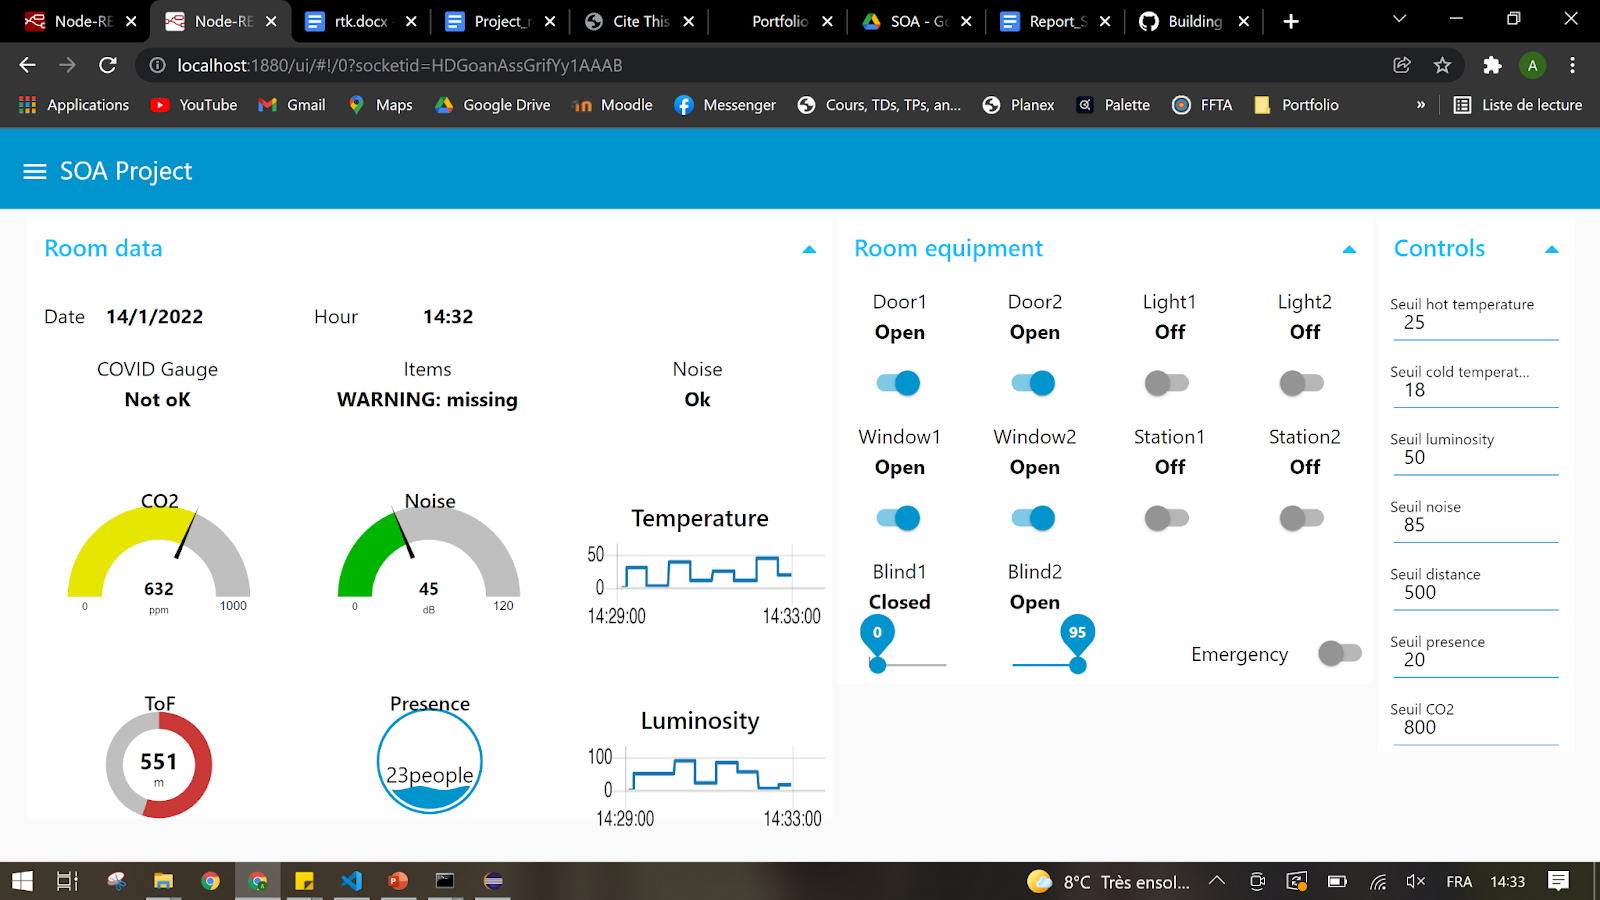 Node-RE
Node-RE
rtk.docx
Project_r
Cite This
Portfolio
SOA - Go
Report_S
Building
localhost:1880/ui/#!/0?socketid=HDGoanAssGrifYy1AAAB
A
Applications
YouTube
Gmail
Maps
Google Drive
Moodle
Messenger
Cours, TDs, TPs, an...
Planex
Palette
FFTA
Portfolio
»
Liste de lecture
SOA Project
Room data
Date 14/1/2022
Hour 14:32
COVID Gauge
Not oK
Items
WARNING: missing
Noise
Ok
CO2
632
ppm
0
1000
Noise
45
dB
0
120
Temperature
50
0
14:29:00
14:33:00
ToF
551
m
Presence
23people
Luminosity
100
0
14:29:00
14:33:00
Room equipment
Door1
Open
Door2
Open
Light1
Off
Light2
Off
Window1
Open
Window2
Open
Station1
Off
Station2
Off
Blind1
Closed
0
Blind2
Open
95
Emergency
Controls
Seuil hot temperature
25
Seuil cold temperat...
18
Seuil luminosity
50
Seuil noise
85
Seuil distance
500
Seuil presence
20
Seuil CO2
800
8°C Très ensol...
FRA
14:33